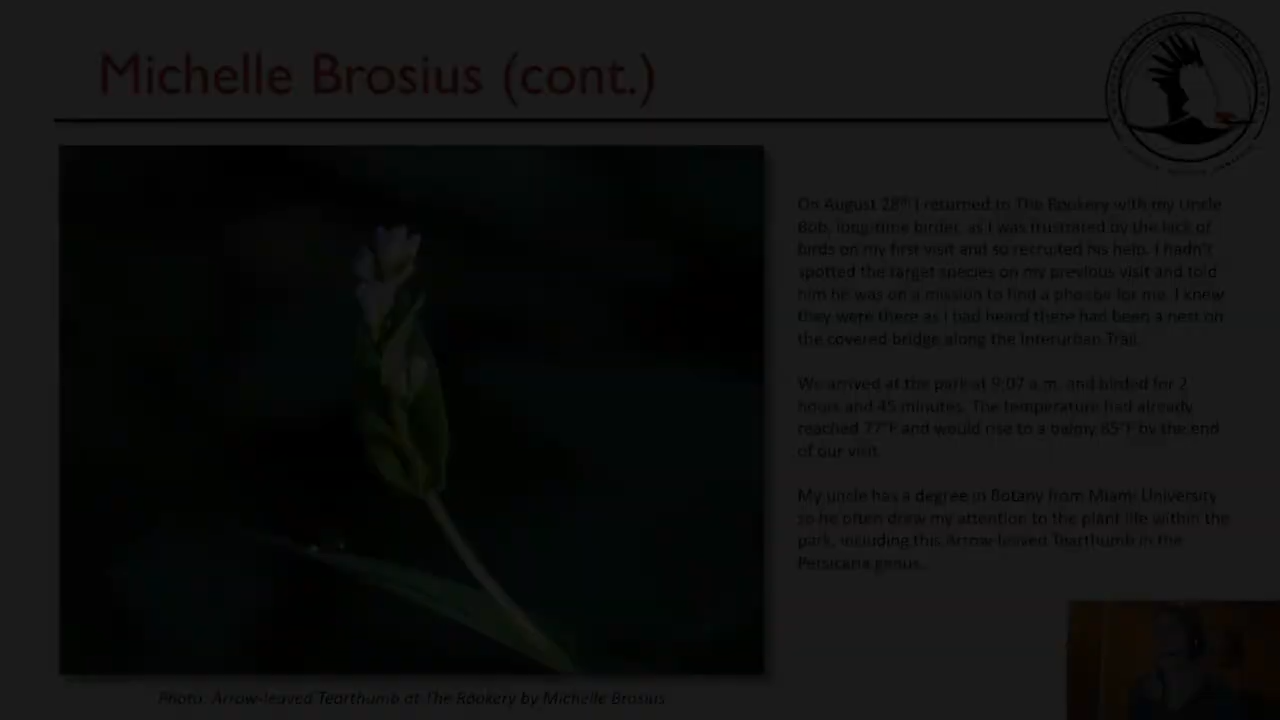 Michelle Brosius (cont.)
On August 28th I returned to The Rookery with my Uncle
Bob, long-time birder, as I was frustrated by the lack of
birds on my first visit and so recruited his help. I hadn't
spotted the target species on my previous visit and told
him he was on a mission to find a phoebe for me. I knew
they were there as I had heard there had been a nest on
the covered bridge along the Interurban Trail.
We arrived at the park at 9:07 a.m. and birded for 2
hours and 45 minutes. The temperature had already
reached 77°F and would rise to a balmy 85°F by the end
of our visit.
My uncle has a degree in Botany from Miami University
so he often drew my attention to the plant life within the
park, including this Arrow-leaved Tearthumb in the
Persicaria genus.
Photo: Arrow-leaved Tearthumb at The Rookery by Michelle Brosius